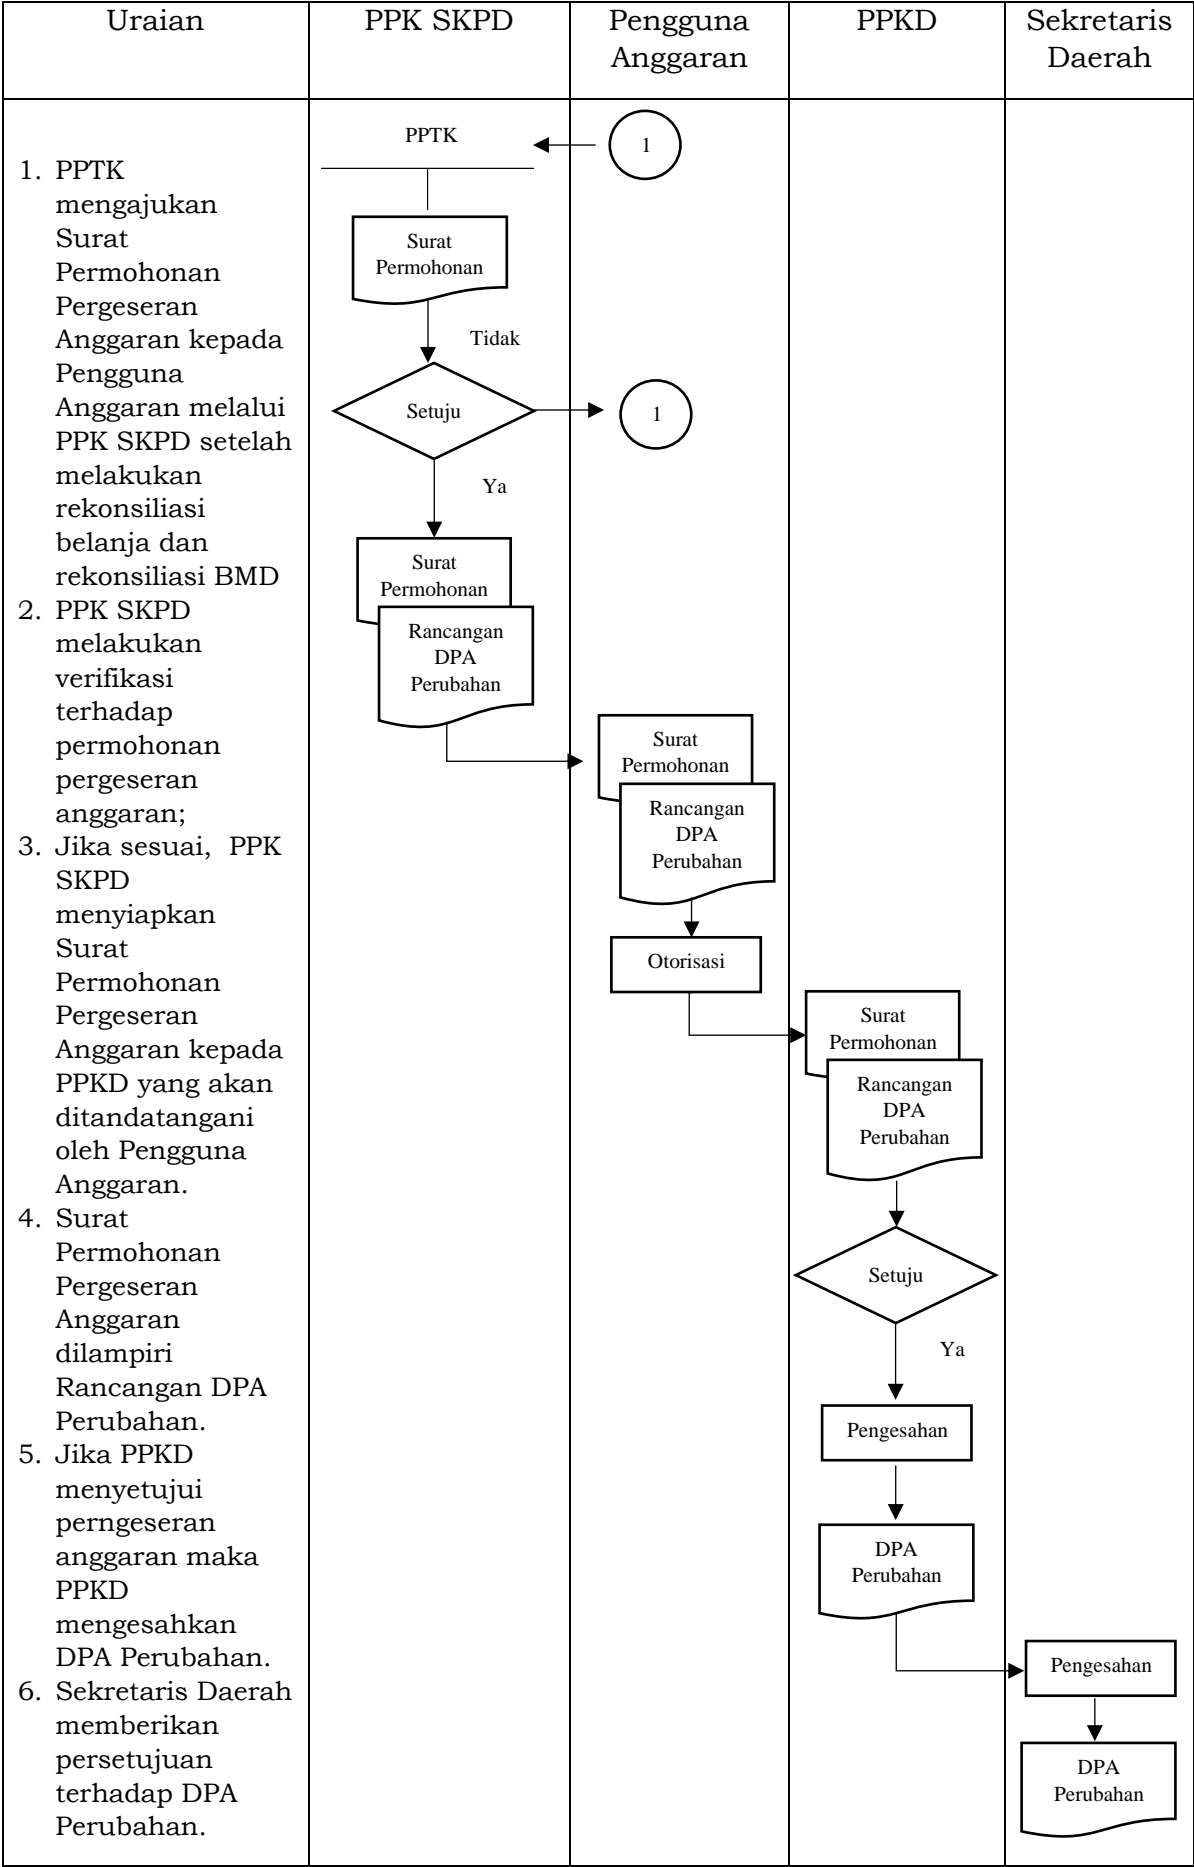 Uraian
PPK SKPD
Pengguna
Anggaran
PPKD
Sekretaris
Daerah
1. PPTK
mengajukan
Surat
Permohonan
Pergeseran
Anggaran kepada
Pengguna
Anggaran melalui
PPK SKPD setelah
melakukan
rekonsiliasi
belanja dan
rekonsiliasi BMD
2. PPK SKPD
melakukan
verifikasi
terhadap
permohonan
pergeseran
anggaran;
3. Jika sesuai, PPK
SKPD
menyiapkan
Surat
Permohonan
Pergeseran
Anggaran kepada
PPKD yang akan
ditandatangani
oleh Pengguna
Anggaran.
4. Surat
Permohonan
Pergeseran
Anggaran
dilampiri
Rancangan DPA
Perubahan.
5. Jika PPKD
menyetujui
perngeseran
anggaran maka
PPKD
mengesahkan
DPA Perubahan.
6. Sekretaris Daerah
memberikan
persetujuan
terhadap DPA
Perubahan.
PPTK
1
Surat
Permohonan
Tidak
Setuju
1
Ya
Surat
Permohonan
Rancangan
DPA
Perubahan
Surat
Permohonan
Rancangan
DPA
Perubahan
Otorisasi
Surat
Permohonan
Rancangan
DPA
Perubahan
Setuju
Ya
Pengesahan
DPA
Perubahan
Pengesahan
DPA
Perubahan